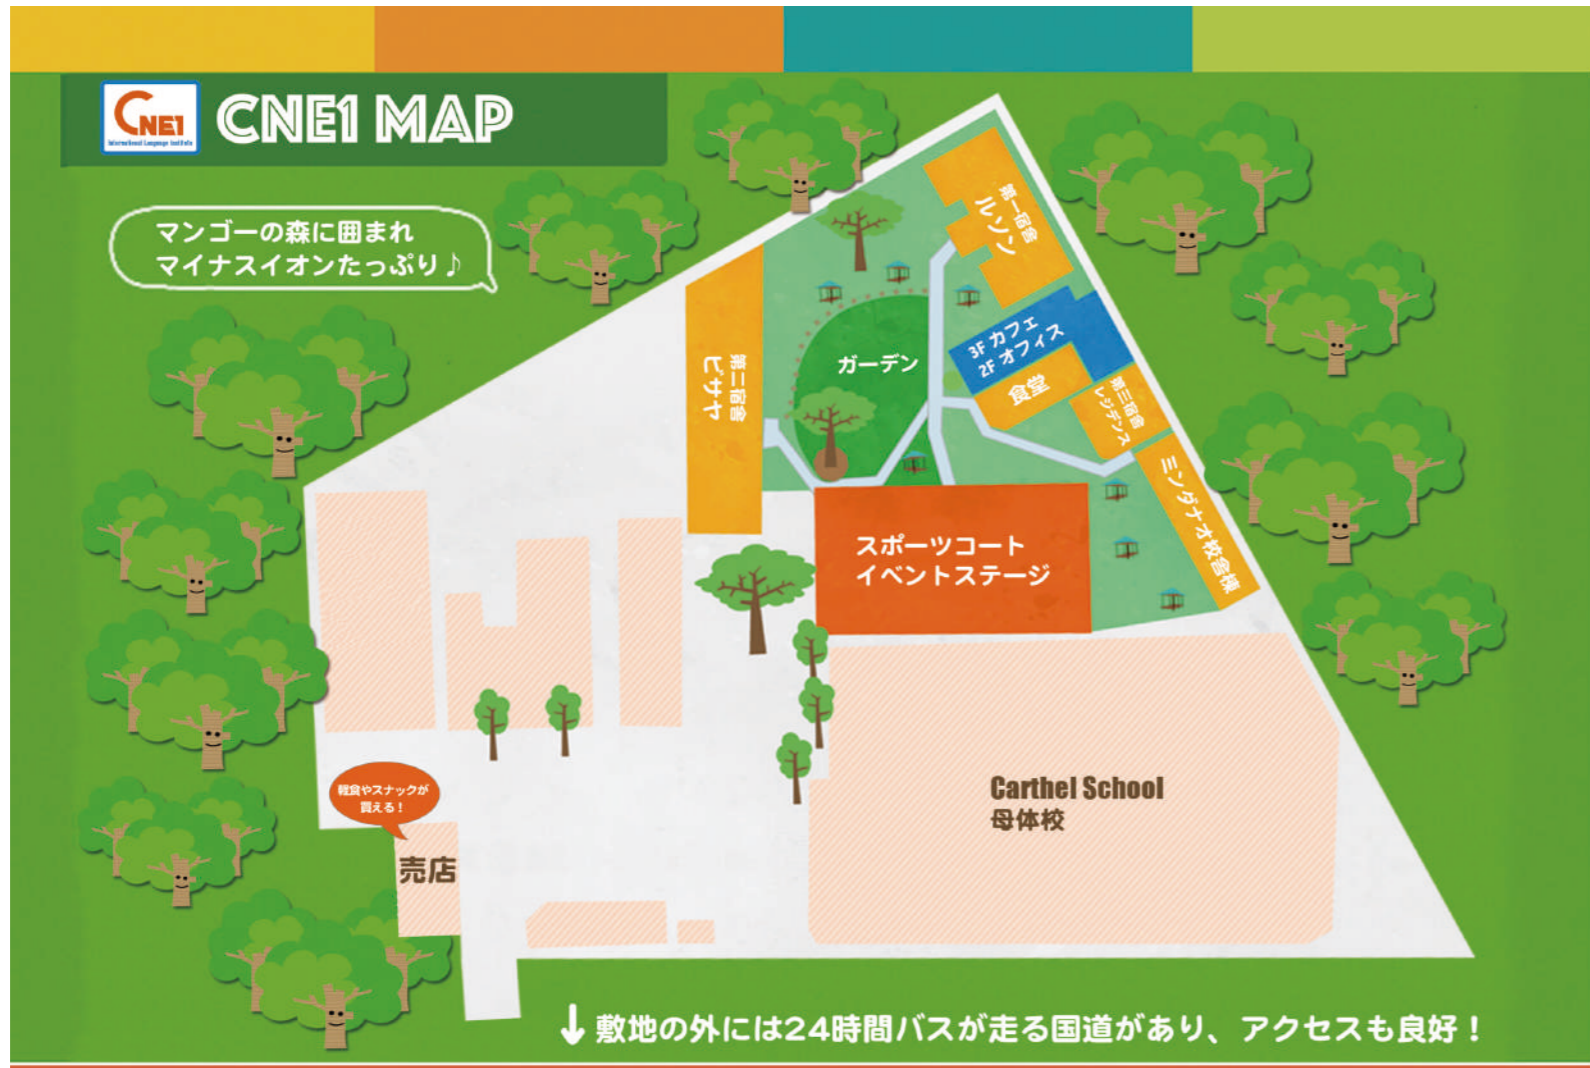 CNE1
International Language Institute
CNE1 MAP
マンゴーの森に囲まれ
マイナスイオンたっぷり♪
第一宿舎
ルソン
3F カフェ
2F オフィス
食堂
第三宿舎
レジデンス
ミンダナオ校舎棟
第二宿舎
ビサヤ
ガーデン
スポーツコート
イベントステージ
軽食やスナックが
買える！
売店
Carthel School
母体校
↓敷地の外には24時間バスが走る国道があり、アクセスも良好！